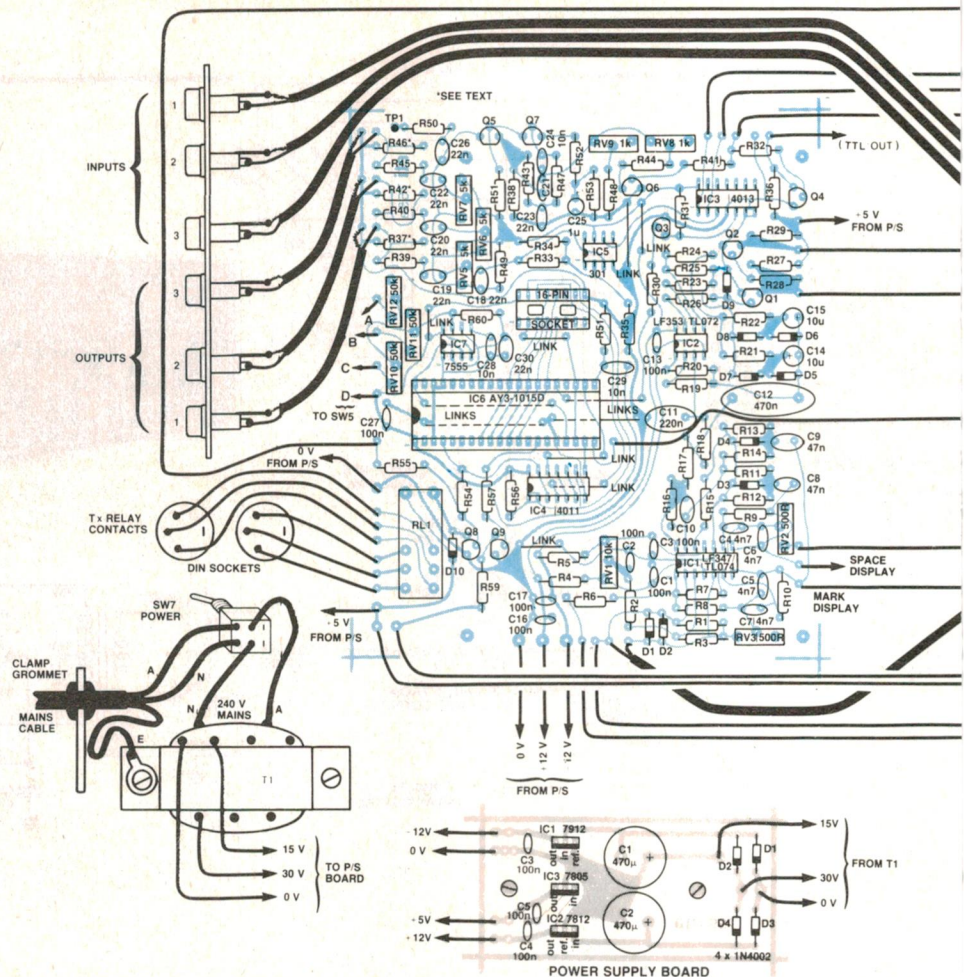 *SEE TEXT
INPUTS
1
2
3
OUTPUTS
3
2
1
TP1
R50
R46*
R45
R42*
R40
R37*
R39
C26
22n
C22
22n
C20
22n
C19
22n
C18 22n
RV7 5k
RV6 5k
RV5 5k
Q5
Q7
C24
10n
R52
R51
R38
R43
C21
R47
C23
22n
C25
1u
R53
R48
R49
R34
R33
IC5
301
RV9 1k
RV8 1k
R44
R41
R32
(TTL OUT)
Q6
R31
IC3
4013
R36
Q4
+5 V
FROM P/S
Q3
LINK
Q2
R29
R27
R28
R24
R25
R23
R26
R30
D9
Q1
LINK
C15
10u
R22
D8
D6
R21
C14
10u
D7
D5
LF353
TL072
IC2
C13
100n
R20
R19
C12
470n
RV12 50k
RV11 50k
RV10 50k
A
B
C
D
TO SW5
LINK
R60
IC7
7555
C28
10n
C30
22n
16-PIN
SOCKET
LINK
R51
R35
C29
10n
IC6 AY3-1015D
LINKS
LINKS
C11
220n
C27
100n
0 V
FROM P/S
R55
LINK
LINK
R54
R57
R56
IC4
4011
R17
R18
R13
D4
R14
R11
D3
R12
R9
C9
47n
C8
47n
R16
R15
C10
100n
C4 4n7
C6
4n7
RV2 500R
Tx RELAY
CONTACTS
DIN SOCKETS
RL1
Q8
Q9
D10
R59
LINK
R5
R4
RV1 10k
100n
C2
C3
IC1
LF347
TL074
SPACE
DISPLAY
MARK
DISPLAY
C17
100n
C16
100n
R6
R2
C1
100n
R7
R8
R1
R3
C5
4n7
C7 4n7
R10
D1
D2
RV3 500R
+5 V
FROM P/S
SW7
POWER
CLAMP
GROMMET
MAINS
CABLE
A
N
N
A
E
240 V
MAINS
T1
15 V
30 V
0 V
TO P/S
BOARD
0 V
+12 V
-12 V
FROM P/S
-12V
0 V
C3
100n
IC1 7912
out
in
ref.
C1
470µ
+
IC3 7805
out
in
C5
100n
+5V
+12V
C4
100n
IC2 7812
out
ref.
in
C2
470µ
+
D2
D1
D4
D3
4 x 1N4002
15V
30V
0 V
FROM T1
POWER SUPPLY BOARD